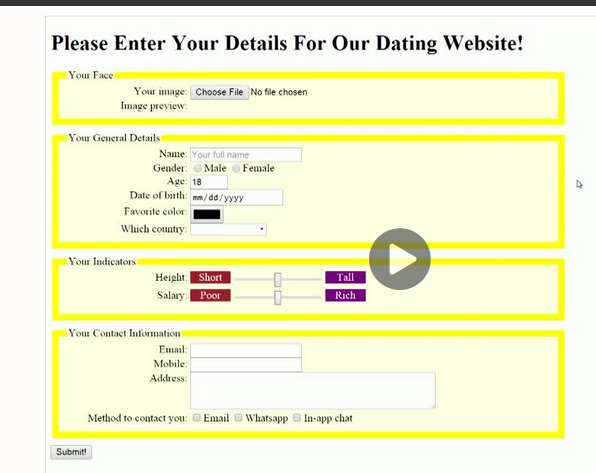 Please Enter Your Details For Our Dating Website!
Your Face
Your image: Choose File No file chosen
Image preview:
Your General Details
Name: Your full name
Gender: Male Female
Age: 18
Date of birth: mm/dd/yyyy
Favorite color:
Which country:
Your Indicators
Height: Short Tall
Salary: Poor Rich
Your Contact Information
Email:
Mobile:
Address:
Method to contact you: Email Whatsapp In-app chat
Submit!